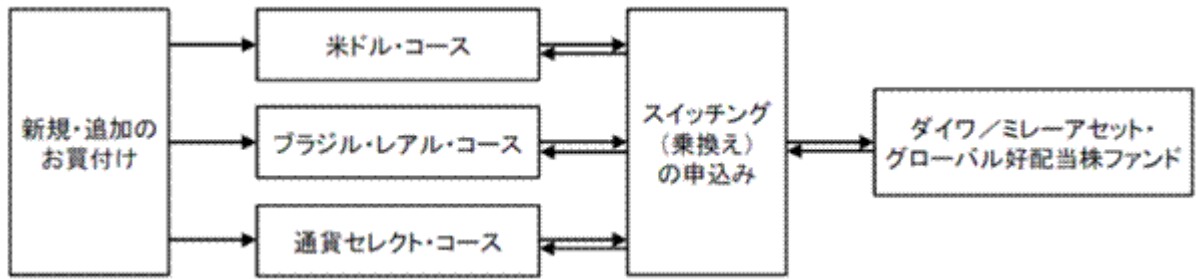 新規・追加の
お買付け
米ドル・コース
ブラジル・レアル・コース
通貨セレクト・コース
スイッチング
(乗換え)
の申込み
ダイワ／ミレーアセット・
グローバル好配当株ファンド